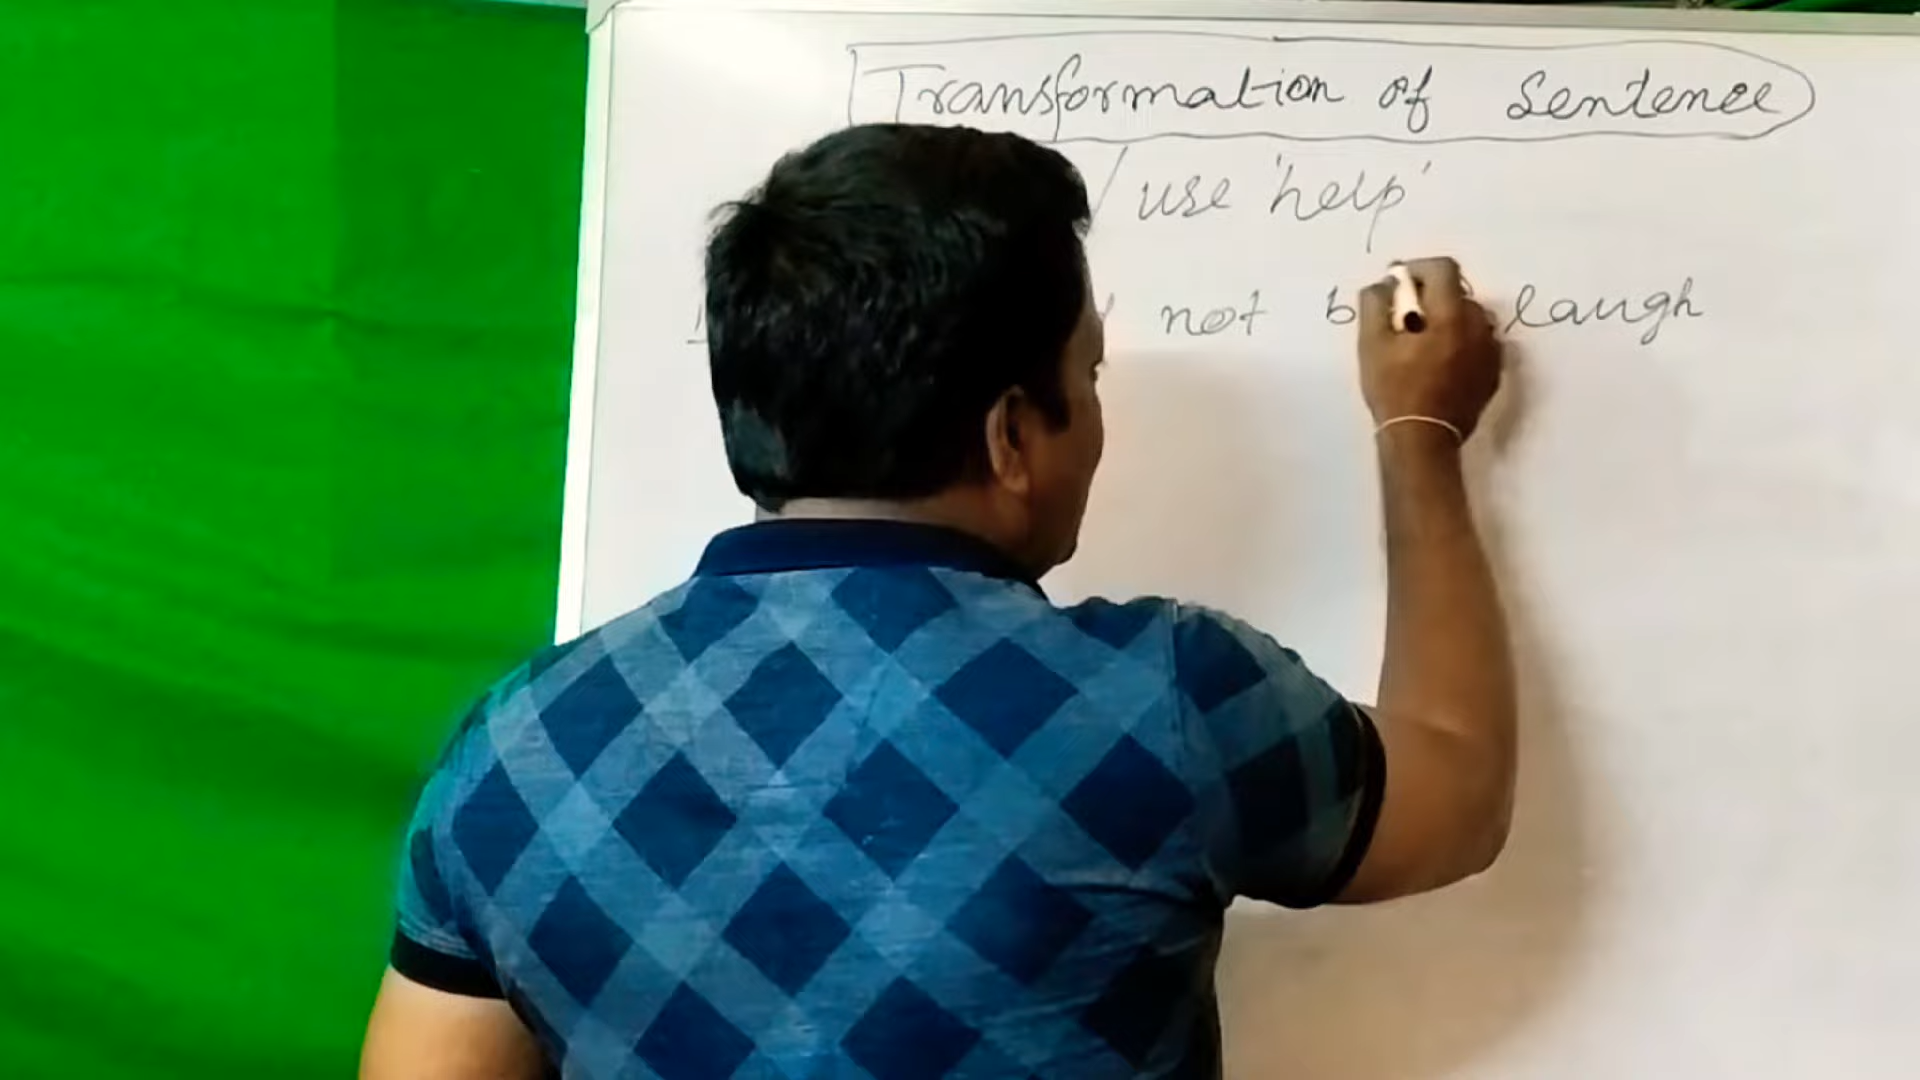 Transformation of Sentence
/ use 'help'
not laugh